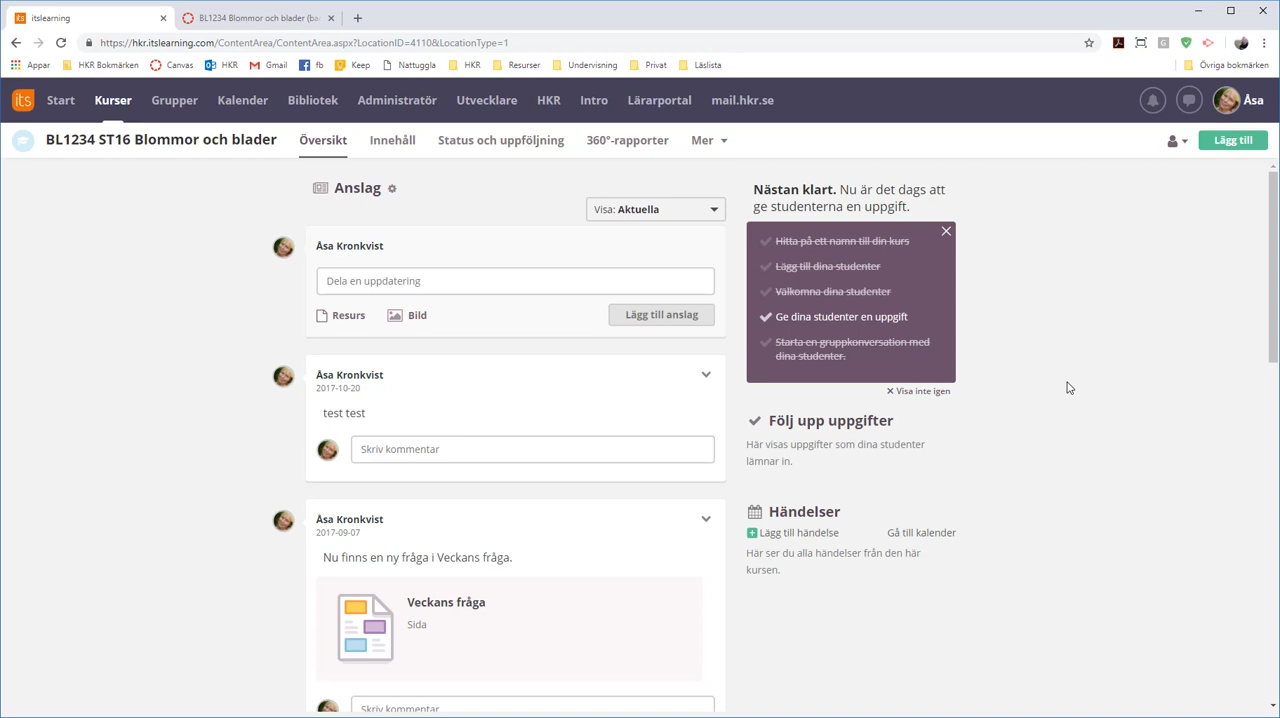 itslearning
BL1234 Blommor och blader (ba
https://hkr.itslearning.com/ContentArea/ContentArea.aspx?LocationID=4110&LocationType=1
Appar HKR Bokmärken Canvas HKR Gmail fb Keep Nattuggla HKR Resurser Undervisning Privat Läslista Övriga bokmärken
its Start Kurser Grupper Kalender Bibliotek Administratör Utvecklare HKR Intro Lärarportal mail.hkr.se Åsa
BL1234 ST16 Blommor och blader Översikt Innehåll Status och uppföljning 360°-rapporter Mer Lägg till
Anslag
Visa: Aktuella
Åsa Kronkvist
Dela en uppdatering
Resurs Bild Lägg till anslag
Åsa Kronkvist
2017-10-20
test test
Skriv kommentar
Åsa Kronkvist
2017-09-07
Nu finns en ny fråga i Veckans fråga.
Veckans fråga
Sida
Skriv kommentar
Nästan klart. Nu är det dags att
ge studenterna en uppgift.
Hitta på ett namn till din kurs
Lägg till dina studenter
Välkomna dina studenter
Ge dina studenter en uppgift
Starta en gruppkonversation med
dina studenter.
Visa inte igen
Följ upp uppgifter
Här visas uppgifter som dina studenter
lämnar in.
Händelser
Lägg till händelse Gå till kalender
Här ser du alla händelser från den här
kursen.